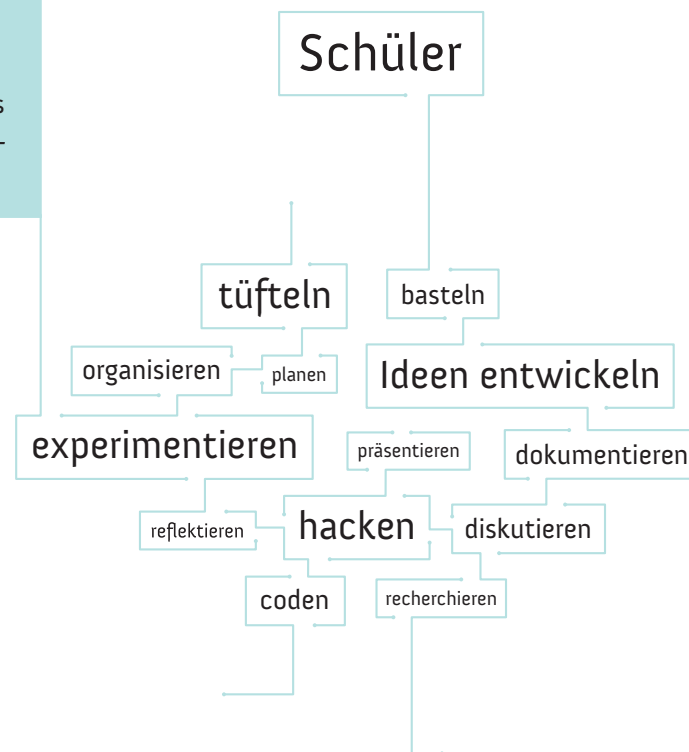 Schüler
s
-
tüfteln
basteln
organisieren
planen
Ideen entwickeln
experimentieren
präsentieren
dokumentieren
reflektieren
hacken
diskutieren
coden
recherchieren